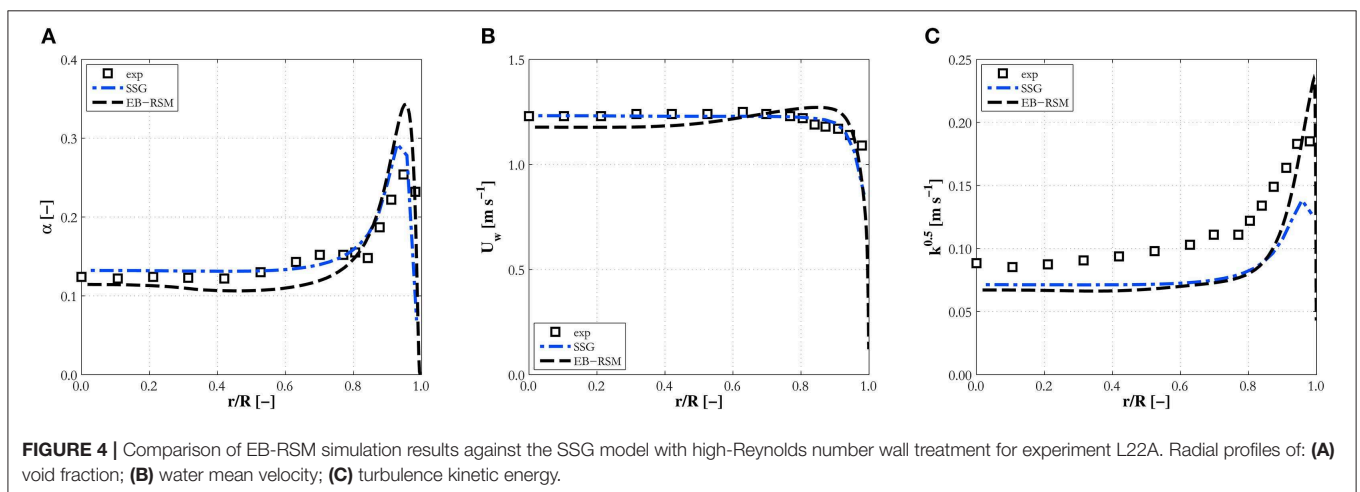 A
0.4
0.3
0.2
0.1
0.0
α [-]
exp
SSG
EB-RSM
0.0 0.2 0.4 0.6 0.8 1.0
r/R [-]
B
1.5
1.0
0.5
0.0
U_w [m s⁻¹]
exp
SSG
EB-RSM
0.0 0.2 0.4 0.6 0.8 1.0
r/R [-]
C
0.25
0.20
0.15
0.10
0.05
0.00
k^0.5 [m s⁻¹]
exp
SSG
EB-RSM
0.0 0.2 0.4 0.6 0.8 1.0
r/R [-]
FIGURE 4 | Comparison of EB-RSM simulation results against the SSG model with high-Reynolds number wall treatment for experiment L22A. Radial profiles of: (A)
void fraction; (B) water mean velocity; (C) turbulence kinetic energy.